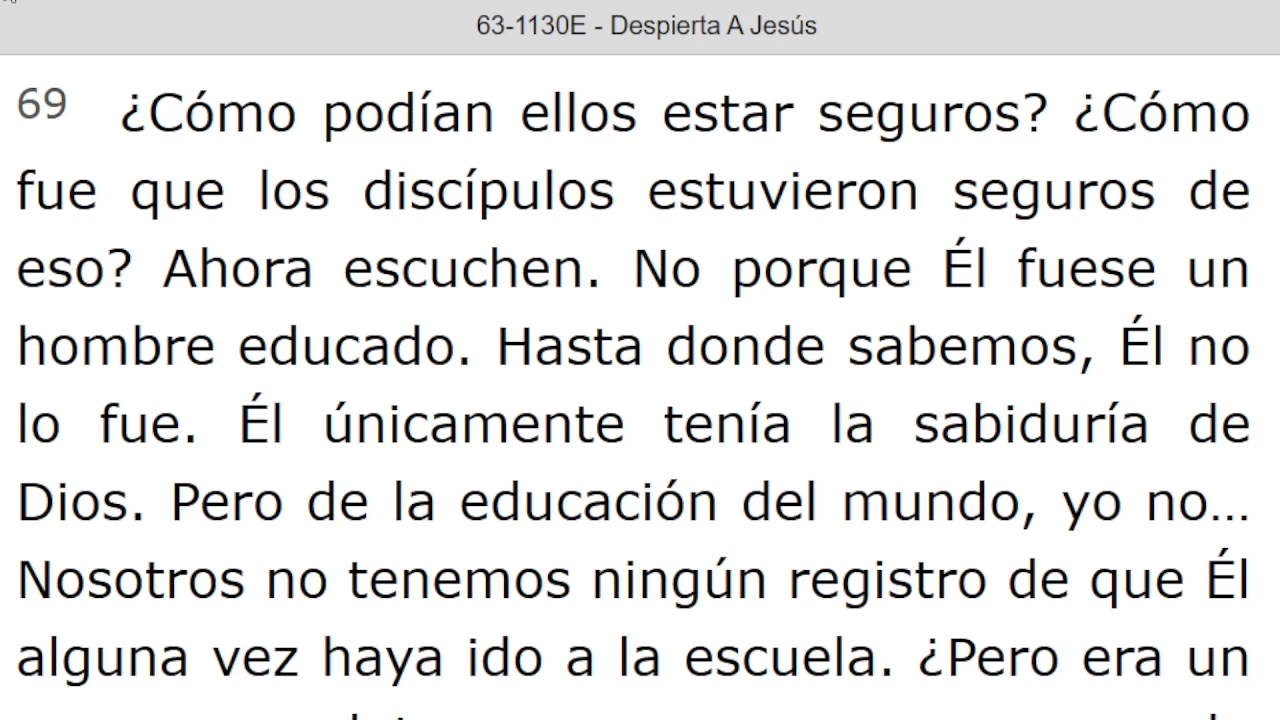 63-1130E - Despierta A Jesús
69 ¿Cómo podían ellos estar seguros? ¿Cómo
fue que los discípulos estuvieron seguros de
eso? Ahora escuchen. No porque Él fuese un
hombre educado. Hasta donde sabemos, Él no
lo fue. Él únicamente tenía la sabiduría de
Dios. Pero de la educación del mundo, yo no...
Nosotros no tenemos ningún registro de que Él
alguna vez haya ido a la escuela. ¿Pero era un